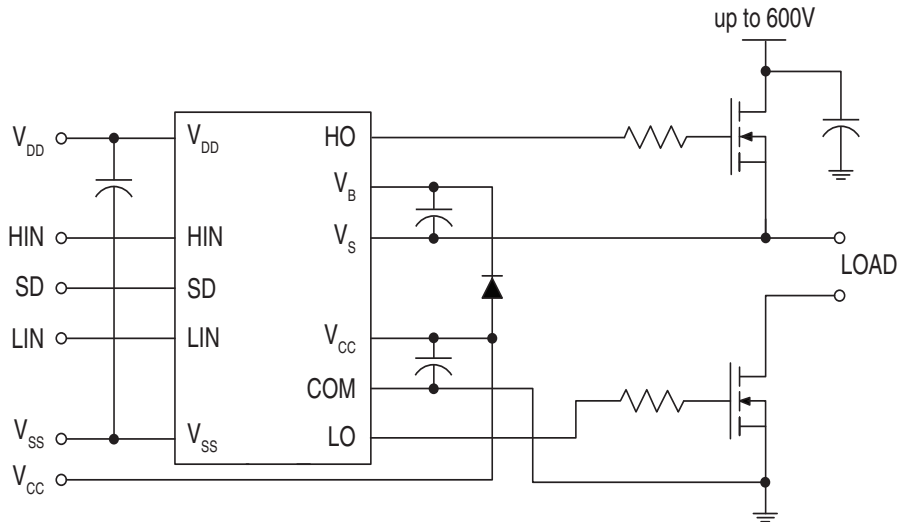 up to 600V
V_DD
V_DD
HO
V_B
HIN
HIN
V_S
SD
SD
LOAD
LIN
LIN
V_CC
COM
V_SS
V_SS
LO
V_CC